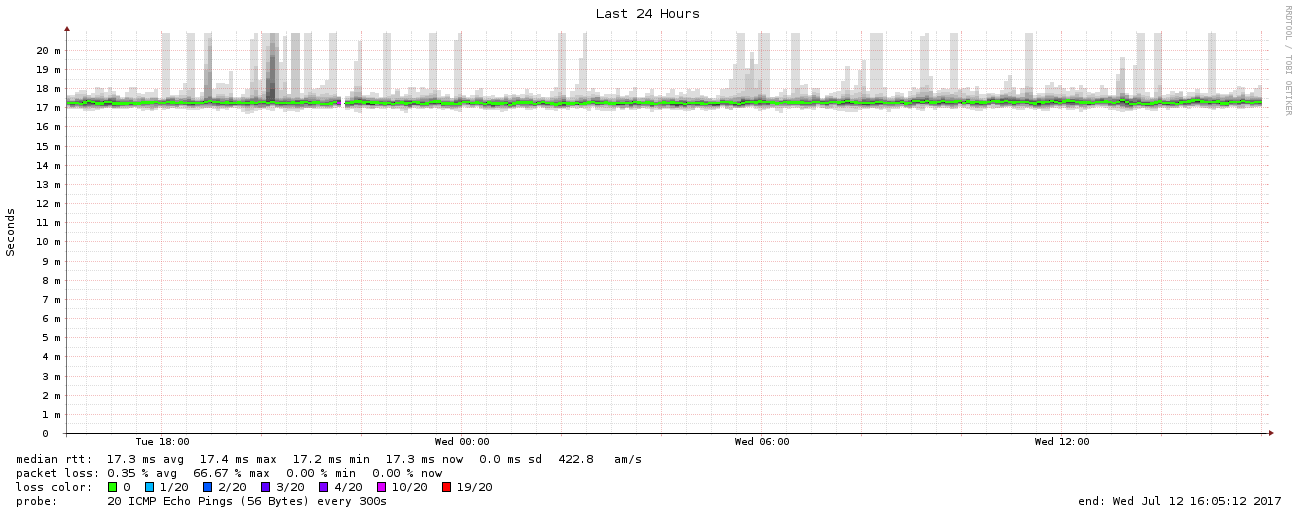 Last 24 Hours
RRDTOOL / TOBI OETIKER
Seconds
20 m
19 m
18 m
17 m
16 m
15 m
14 m
13 m
12 m
11 m
10 m
9 m
8 m
7 m
6 m
5 m
4 m
3 m
2 m
1 m
0
Tue 18:00 Wed 00:00 Wed 06:00 Wed 12:00
median rtt: 17.3 ms avg 17.4 ms max 17.2 ms min 17.3 ms now 0.0 ms sd 422.8 am/s
packet loss: 0.35 % avg 66.67 % max 0.00 % min 0.00 % now
loss color: 0 1/20 2/20 3/20 4/20 10/20 19/20
probe: 20 ICMP Echo Pings (56 Bytes) every 300s end: Wed Jul 12 16:05:12 2017